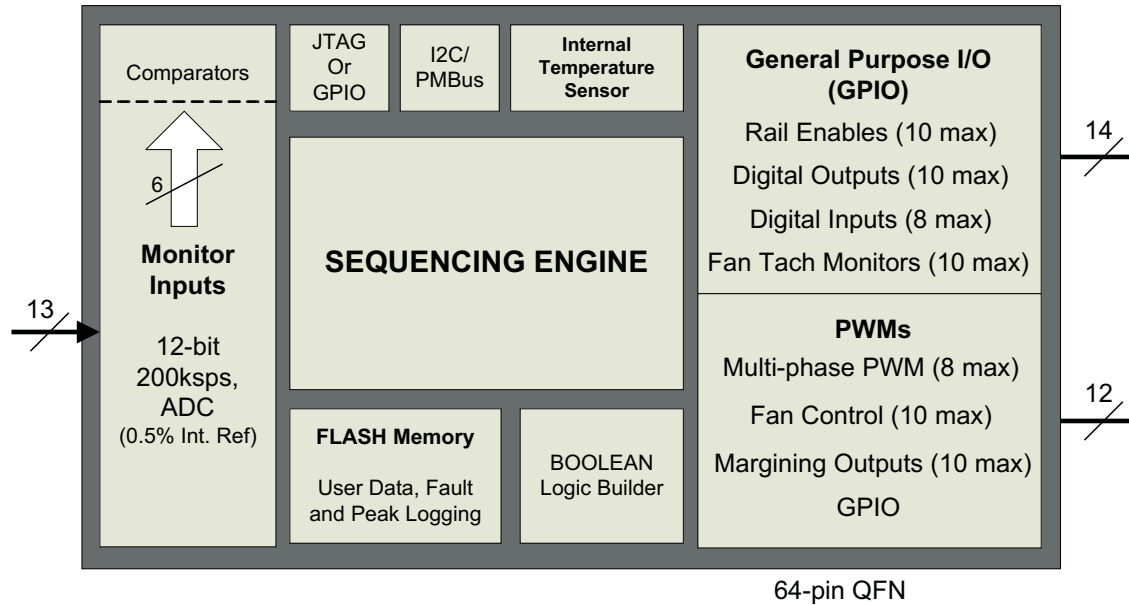 Comparators
6
Monitor
Inputs
12-bit
200ksps,
ADC
(0.5% Int. Ref)
13
JTAG
Or
GPIO
I2C/
PMBus
Internal
Temperature
Sensor
SEQUENCING ENGINE
FLASH Memory
User Data, Fault
and Peak Logging
BOOLEAN
Logic Builder
General Purpose I/O
(GPIO)
Rail Enables (10 max)
Digital Outputs (10 max)
Digital Inputs (8 max)
Fan Tach Monitors (10 max)
14
PWMs
Multi-phase PWM (8 max)
Fan Control (10 max)
Margining Outputs (10 max)
GPIO
12
64-pin QFN